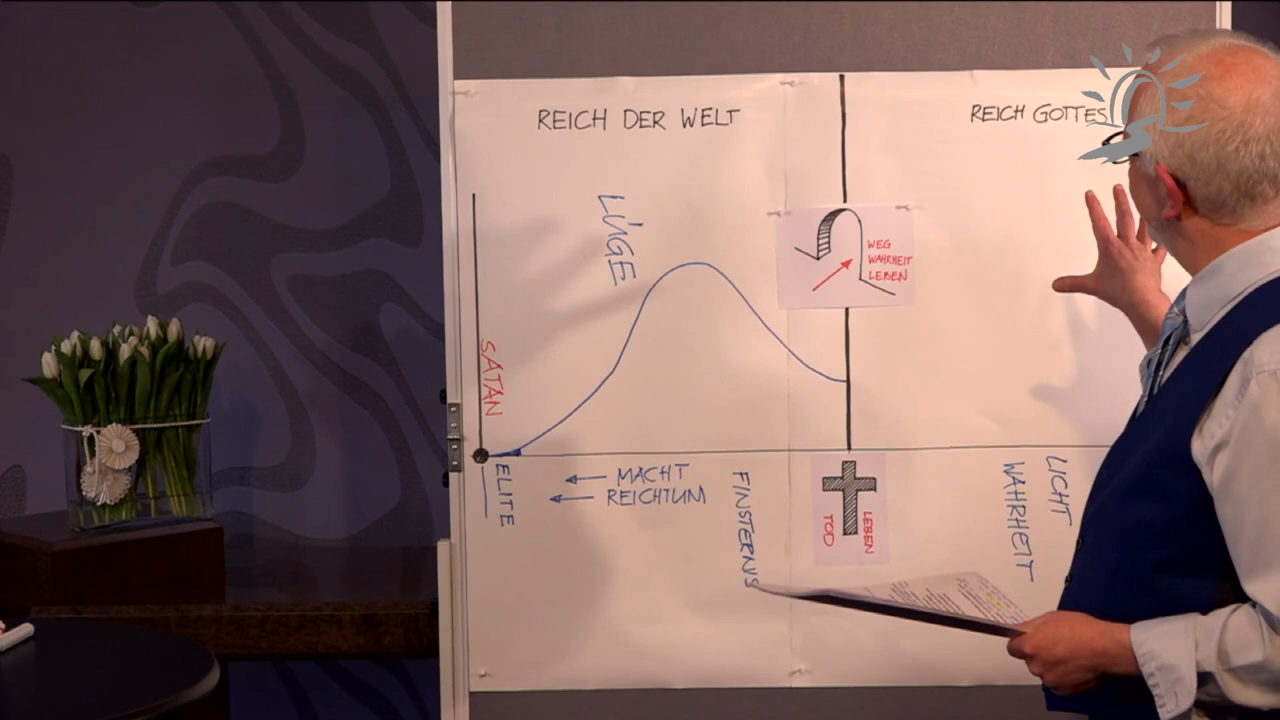 REICH DER WELT
REICH GOTTES
LÜGE
WEG
WAHRHEIT
LEBEN
SATAN
ELITE
MACHT
REICHTUM
FINSTERNIS
TOD
LEBEN
WAHRHEIT
LICHT